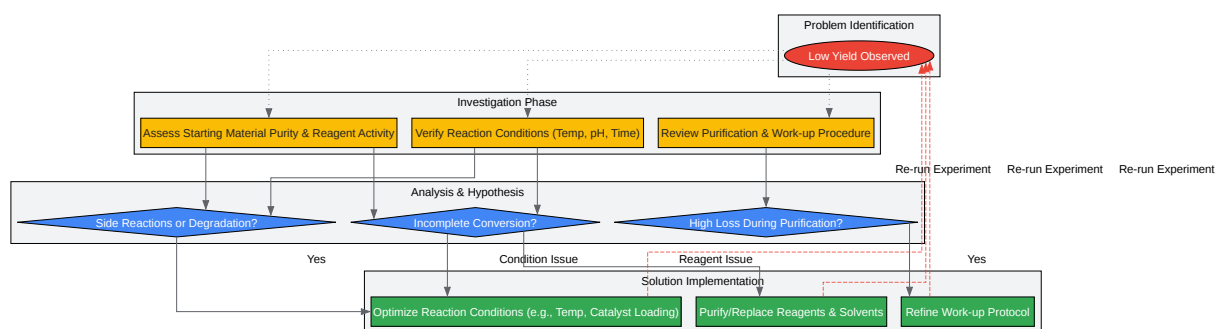 Problem Identification
Low Yield Observed
Investigation Phase
Assess Starting Material Purity & Reagent Activity
Verify Reaction Conditions (Temp, pH, Time)
Review Purification & Work-up Procedure
Re-run Experiment
Re-run Experiment
Re-run Experiment
Analysis & Hypothesis
Side Reactions or Degradation?
Incomplete Conversion?
High Loss During Purification?
Yes
Condition Issue
Reagent Issue
Yes
Solution Implementation
Optimize Reaction Conditions (e.g., Temp, Catalyst Loading)
Purify/Replace Reagents & Solvents
Refine Work-up Protocol